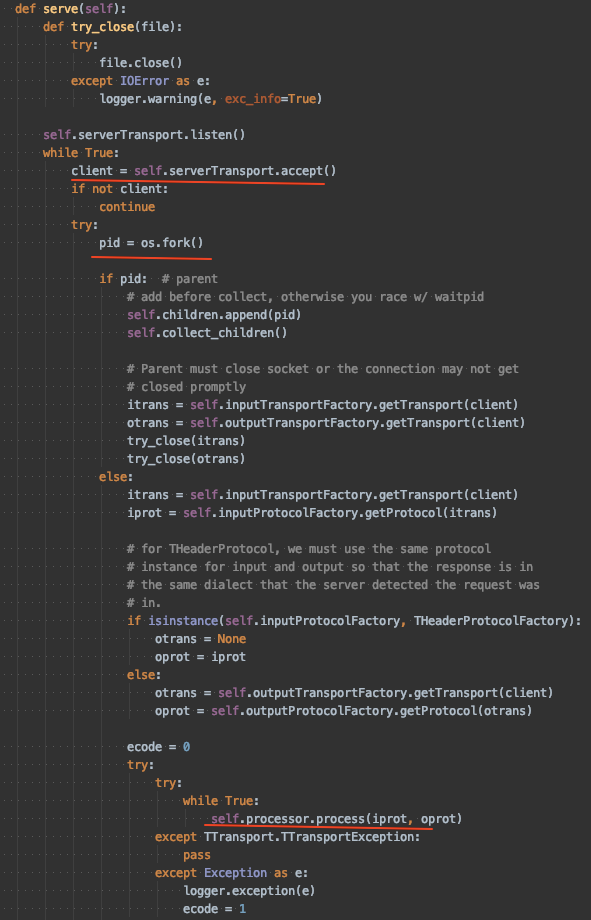 def serve(self):
def try_close(file):
try:
file.close()
except IOError as e:
logger.warning(e, exc_info=True)
self.serverTransport.listen()
while True:
client = self.serverTransport.accept()
if not client:
continue
try:
pid = os.fork()
if pid:  # parent
# add before collect, otherwise you race w/ waitpid
self.children.append(pid)
self.collect_children()
# Parent must close socket or the connection may not get
# closed promptly
itrans = self.inputTransportFactory.getTransport(client)
otrans = self.outputTransportFactory.getTransport(client)
try_close(itrans)
try_close(otrans)
else:
itrans = self.inputTransportFactory.getTransport(client)
iprot = self.inputProtocolFactory.getProtocol(itrans)
# for THeaderProtocol, we must use the same protocol
# instance for input and output so that the response is in
# the same dialect that the server detected the request was
# in.
if isinstance(self.inputProtocolFactory, THeaderProtocolFactory):
otrans = None
oprot = iprot
else:
otrans = self.outputTransportFactory.getTransport(client)
oprot = self.outputProtocolFactory.getProtocol(otrans)
ecode = 0
try:
try:
while True:
self.processor.process(iprot, oprot)
except TTransport.TTransportException:
pass
except Exception as e:
logger.exception(e)
ecode = 1